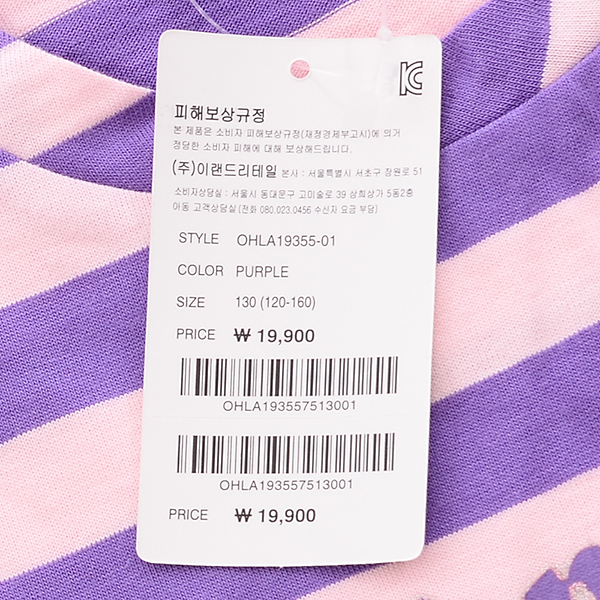 피해보상규정
본 제품은 소비자 피해보상규정(재정경제부고시)에 의거
정당한 소비자 피해에 대해 보상해드립니다.
(주)이랜드리테일 본사 : 서울특별시 서초구 잠원로 51
소비자상담실 : 서울시 동대문구 고미술로 39 삼희상가 5동2층
아동 고객상담실 (전화 080.023.0456 수신자 요금 부담)
STYLE OHLA19355-01
COLOR PURPLE
SIZE 130 (120-160)
PRICE ₩ 19,900
OHLA193557513001
OHLA193557513001
PRICE ₩ 19,900